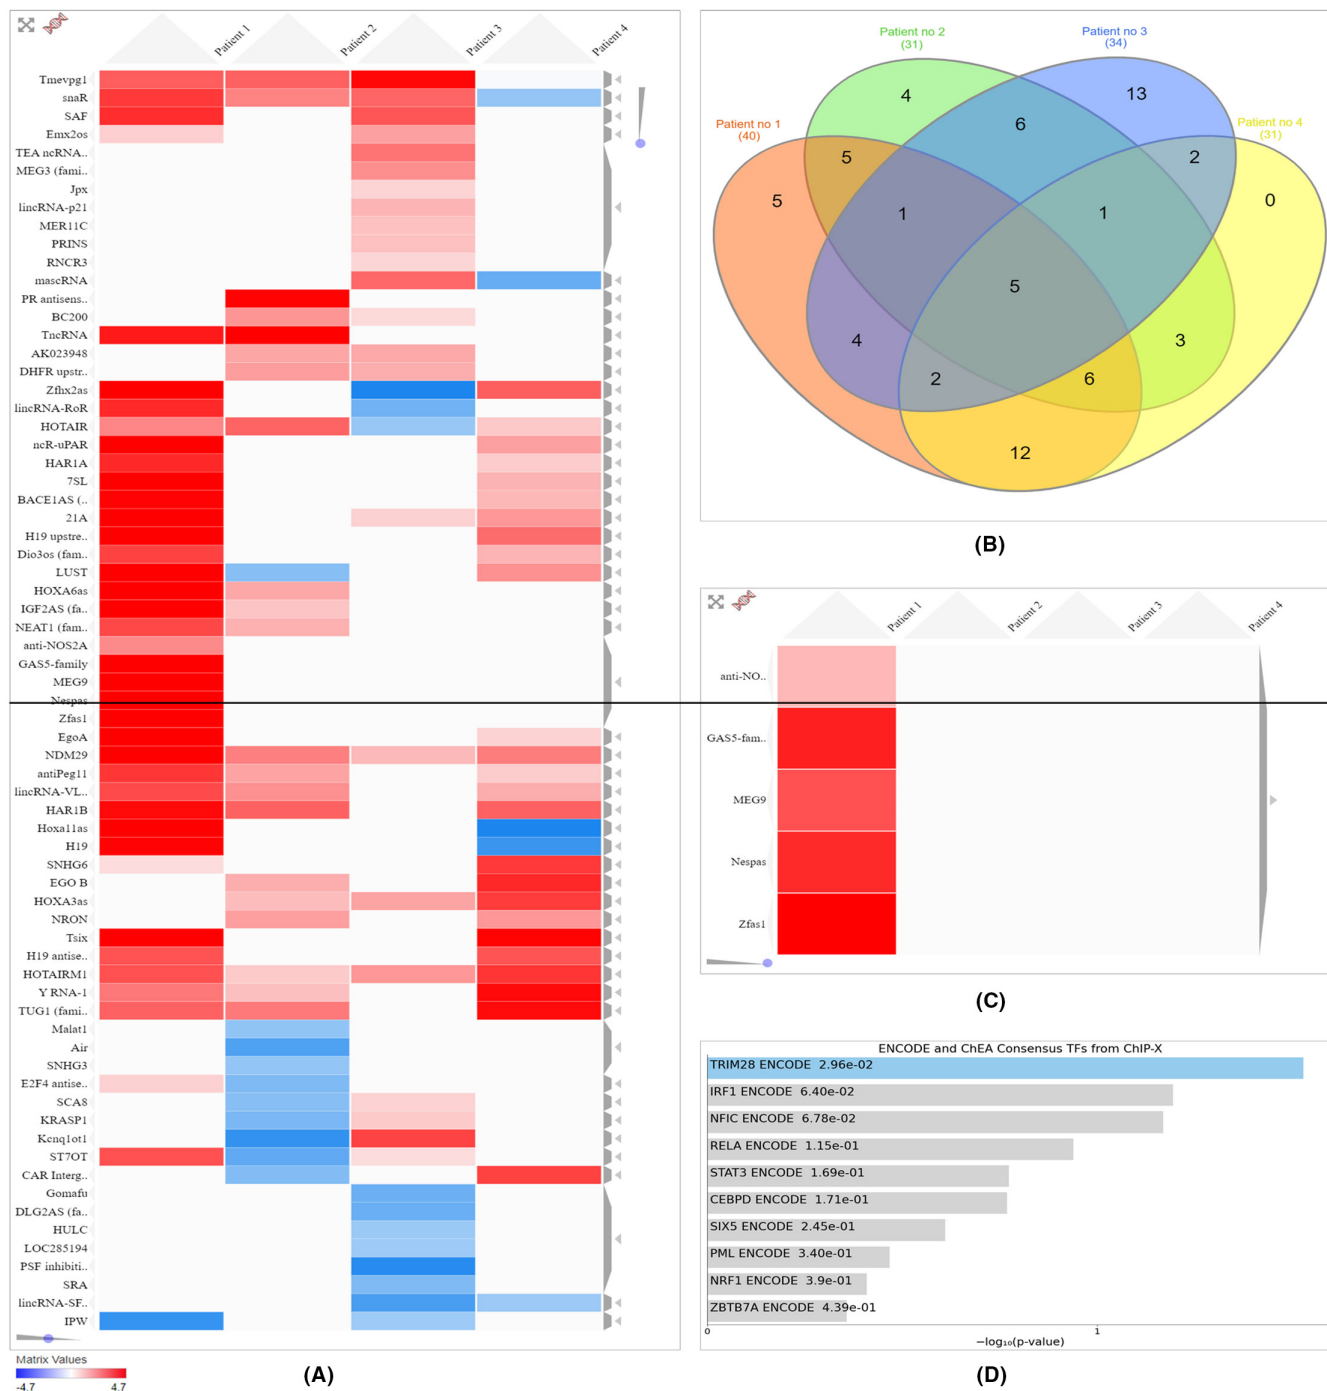 Patient 1
Patient 2
Patient 3
Patient 4
Tmevpg1
snaR
SAF
Emx2os
TEA ncRNA..
MEG3 (fami..
Jpx
lincRNA-p21
MER11C
PRINS
RNCR3
mascRNA
PR antisens..
BC200
TncRNA
AK023948
DHFR upstr..
Zfhx2as
lincRNA-RoR
HOTAIR
ncR-uPAR
HAR1A
7SL
BACE1AS (..
21A
H19 upstre..
Dio3os (fam..
LUST
HOXA6as
IGF2AS (fa..
NEAT1 (fam..
anti-NOS2A
GAS5-family
MEG9
Nespas
Zfas1
EgoA
NDM29
antiPeg11
lincRNA-VL..
HAR1B
Hoxa11as
H19
SNHG6
EGO B
HOXA3as
NRON
Tsix
H19 antise..
HOTAIRM1
Y RNA-1
TUG1 (fami..
Malat1
Air
SNHG3
E2F4 antise..
SCA8
KRASP1
Kcnq1ot1
ST7OT
CAR Interg..
Gomafu
DLG2AS (fa..
HULC
LOC285194
PSF inhibiti..
SRA
lincRNA-SF..
IPW
Matrix Values
-4.7 4.7
(A)
Patient no 2
(31)
Patient no 3
(34)
Patient no 1
(40)
Patient no 4
(31)
4
13
6
5
2
5
0
1
1
5
4
3
2
6
12
(B)
Patient 1
Patient 2
Patient 3
Patient 4
anti-NO..
GAS5-fam..
MEG9
Nespas
Zfas1
(C)
ENCODE and ChEA Consensus TFs from ChIP-X
TRIM28 ENCODE 2.96e-02
IRF1 ENCODE 6.40e-02
NFIC ENCODE 6.78e-02
RELA ENCODE 1.15e-01
STAT3 ENCODE 1.69e-01
CEBPD ENCODE 1.71e-01
SIX5 ENCODE 2.45e-01
PML ENCODE 3.40e-01
NRF1 ENCODE 3.9e-01
ZBTB7A ENCODE 4.39e-01
0 1
−log₁₀(p-value)
(D)